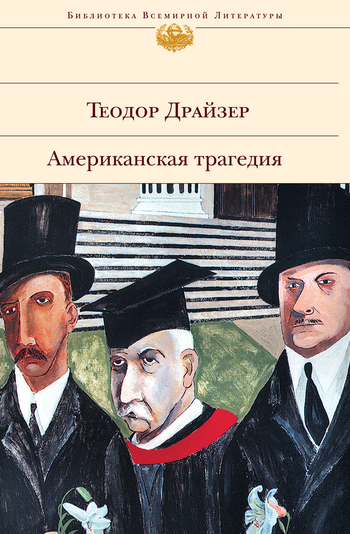 Библиотека Всемирной Литературы
Теодор Драйзер
Американская трагедия